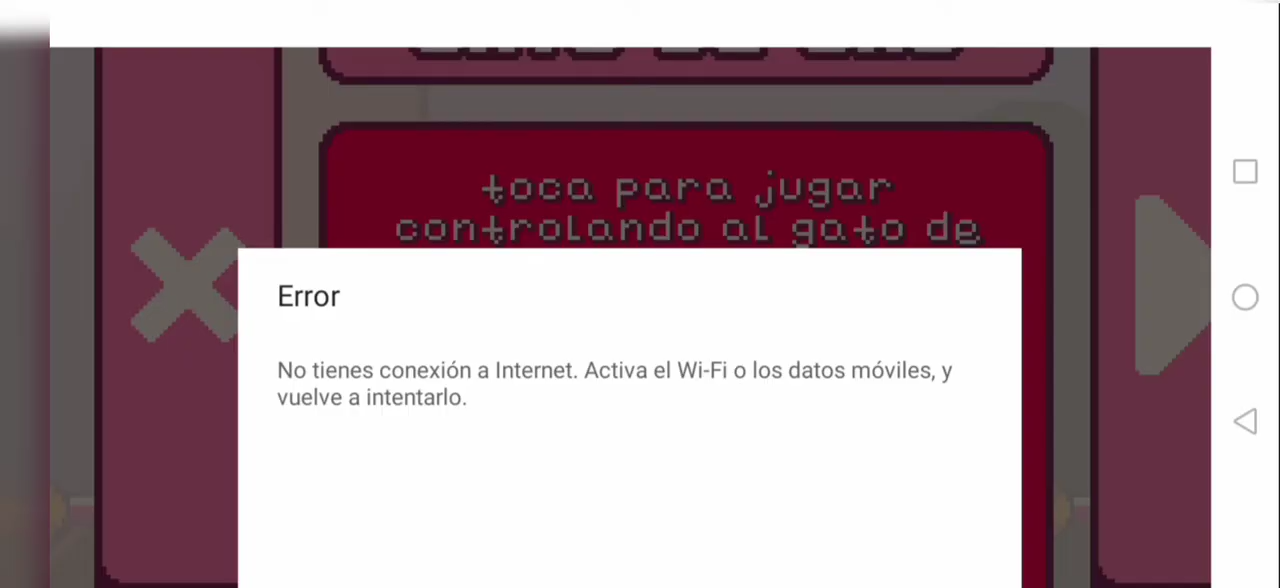 toca para jugar
controlando al gato de
Error
No tienes conexión a Internet. Activa el Wi-Fi o los datos móviles, y
vuelve a intentarlo.